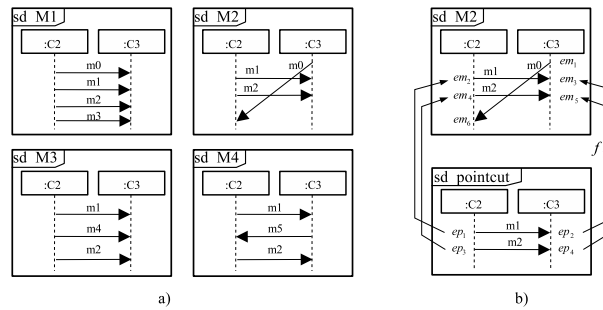 sd M1
:C2 :C3
m0
m1
m2
m3
sd M2
:C2 :C3
m0
m1
m2
sd M3
:C2 :C3
m1
m4
m2
sd M4
:C2 :C3
m1
m5
m2
a)
sd M2
:C2 :C3
m0 em1
em2 m1 em3
em4 m2 em5
em6
f
sd pointcut
:C2 :C3
ep1 m1 ep2
ep3 m2 ep4
b)